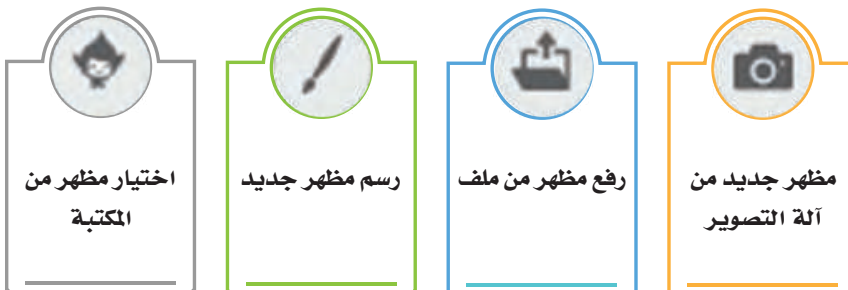 مظهر جديد من
آلة التصوير
رفع مظهر من ملف
رسم مظهر جديد
اختيار مظهر من
المكتبة